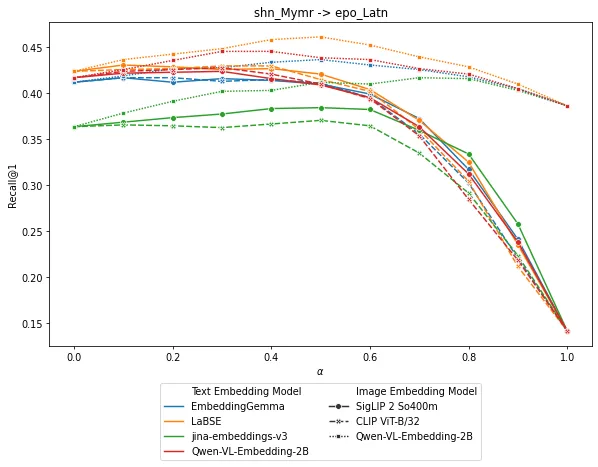 shn_Mymr -> epo_Latn
0.45
0.40
0.35
0.30
0.25
0.20
0.15
Recall@1
0.0 0.2 0.4 0.6 0.8 1.0
α
Text Embedding Model
EmbeddingGemma
LaBSE
jina-embeddings-v3
Qwen-VL-Embedding-2B
Image Embedding Model
SigLIP 2 So400m
CLIP ViT-B/32
Qwen-VL-Embedding-2B